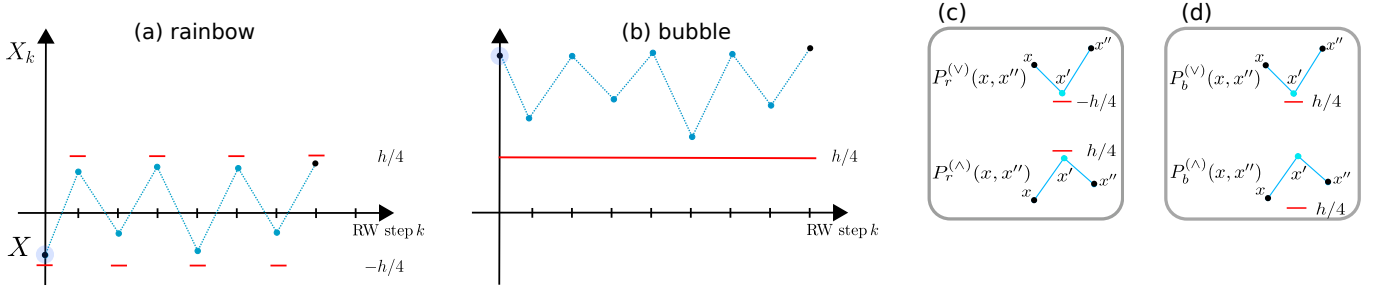 (a) rainbow
X_k
h/4
X
RW step k
−h/4
(b) bubble
h/4
RW step k
(c)
P_r^{(∨)}(x, x'')
x
x'
x''
−h/4
P_r^{(∧)}(x, x'')
h/4
x
x'
x''
(d)
P_b^{(∨)}(x, x'')
x
x'
x''
h/4
P_b^{(∧)}(x, x'')
x
x'
x''
h/4